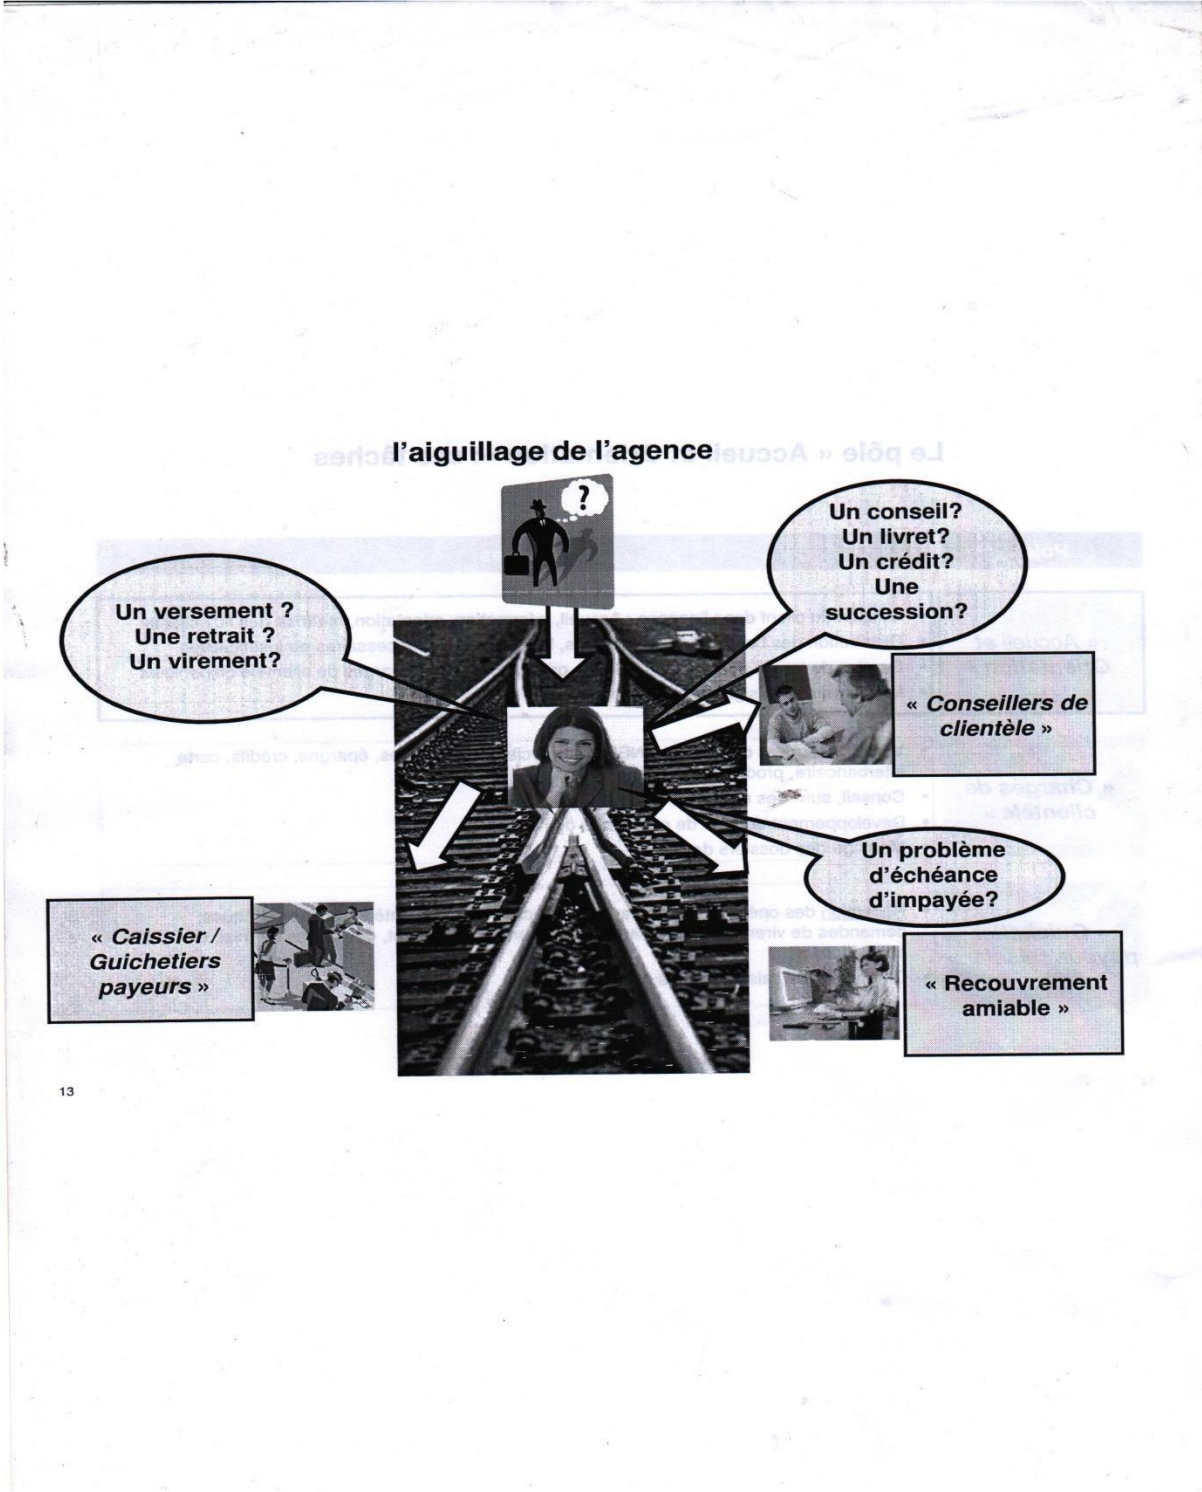 l'aiguillage de l'agence
?
Un conseil?
Un livret?
Un crédit?
Une
succession?
Un versement ?
Une retrait ?
Un virement?
« Conseillers de
clientèle »
Un problème
d'échéance
d'impayée?
« Caissier /
Guichetiers
payeurs »
« Recouvrement
amiable »
13